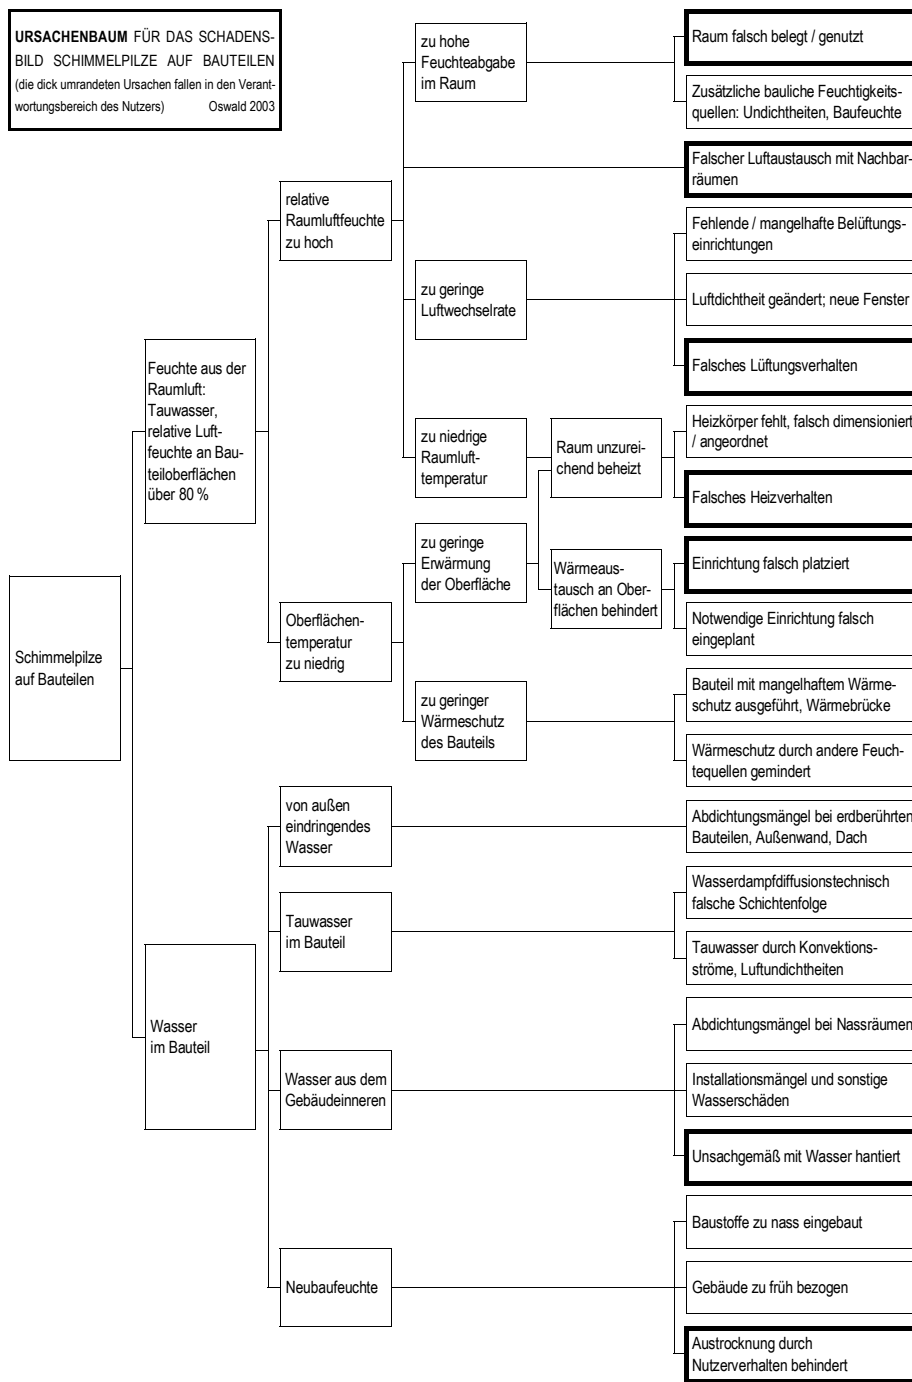 URSACHENBAUM FÜR DAS SCHADENS-
BILD SCHIMMELPILZE AUF BAUTEILEN
(die dick umrandeten Ursachen fallen in den Verant-
wortungsbereich des Nutzers) Oswald 2003
Schimmelpilze
auf Bauteilen
Feuchte aus der
Raumluft:
Tauwasser,
relative Luft-
feuchte an Bau-
teiloberflächen
über 80 %
relative
Raumluftfeuchte
zu hoch
zu hohe
Feuchteabgabe
im Raum
Raum falsch belegt / genutzt
Zusätzliche bauliche Feuchtigkeits-
quellen: Undichtheiten, Baufeuchte
Falscher Luftaustausch mit Nachbar-
räumen
zu geringe
Luftwechselrate
Fehlende / mangelhafte Belüftungs-
einrichtungen
Luftdichtheit geändert; neue Fenster
Falsches Lüftungsverhalten
zu niedrige
Raumluft-
temperatur
Raum unzurei-
chend beheizt
Heizkörper fehlt, falsch dimensioniert
/ angeordnet
Falsches Heizverhalten
Oberflächen-
temperatur
zu niedrig
zu geringe
Erwärmung
der Oberfläche
Wärmeaus-
tausch an Ober-
flächen behindert
Einrichtung falsch platziert
Notwendige Einrichtung falsch
eingeplant
zu geringer
Wärmeschutz
des Bauteils
Bauteil mit mangelhaftem Wärme-
schutz ausgeführt, Wärmebrücke
Wärmeschutz durch andere Feuch-
tequellen gemindert
Wasser
im Bauteil
von außen
eindringendes
Wasser
Abdichtungsmängel bei erdberührten
Bauteilen, Außenwand, Dach
Tauwasser
im Bauteil
Wasserdampfdiffusionstechnisch
falsche Schichtenfolge
Tauwasser durch Konvektions-
ströme, Luftundichtheiten
Wasser aus dem
Gebäudeinneren
Abdichtungsmängel bei Nassräumen
Installationsmängel und sonstige
Wasserschäden
Unsachgemäß mit Wasser hantiert
Neubaufeuchte
Baustoffe zu nass eingebaut
Gebäude zu früh bezogen
Austrocknung durch
Nutzerverhalten behindert